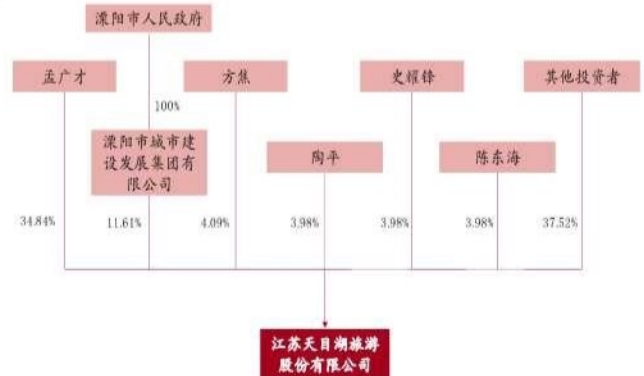 溧阳市人民政府
孟广才
方焦
史耀锋
其他投资者
100%
溧阳市城市建
设发展集团有
限公司
陶平
陈东海
34.84%
11.61%
4.09%
3.98%
3.98%
3.98%
37.52%
江苏天目湖旅游
股份有限公司